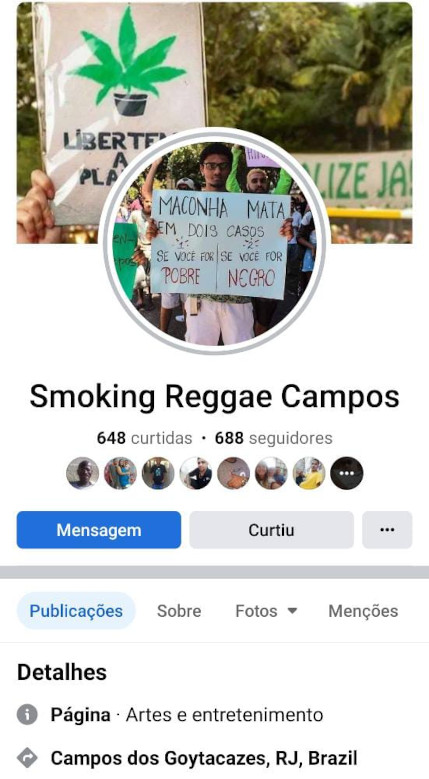 LIBERTEM
A
PLA
LIZE JÁ
MACONHA MATA
EM DOIS CASOS
1- 2-
SE VOCÊ FOR SE VOCÊ FOR
POBRE NEGRO
Smoking Reggae Campos
648 curtidas · 688 seguidores
Mensagem Curtiu ...
Publicações Sobre Fotos Menções
Detalhes
Página · Artes e entretenimento
Campos dos Goytacazes, RJ, Brazil